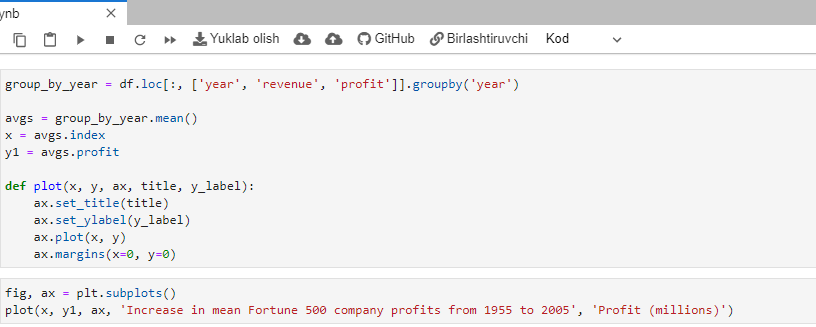 ynb
Yuklab olish GitHub Birlashtiruvchi Kod
group_by_year = df.loc[:, ['year', 'revenue', 'profit']].groupby('year')
avgs = group_by_year.mean()
x = avgs.index
y1 = avgs.profit
def plot(x, y, ax, title, y_label):
    ax.set_title(title)
    ax.set_ylabel(y_label)
    ax.plot(x, y)
    ax.margins(x=0, y=0)
fig, ax = plt.subplots()
plot(x, y1, ax, 'Increase in mean Fortune 500 company profits from 1955 to 2005', 'Profit (millions)')